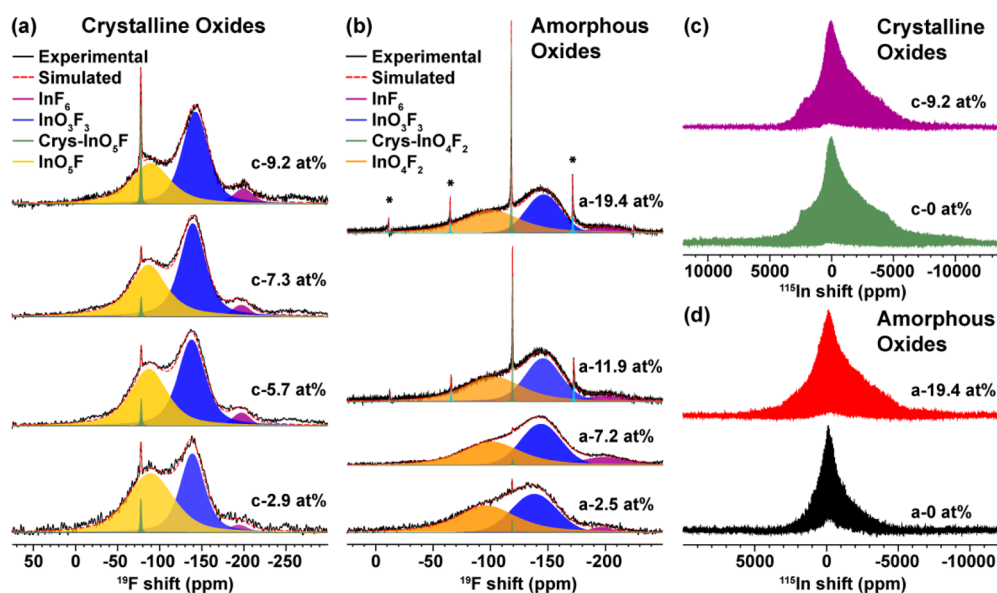 (a) Crystalline Oxides
Experimental
Simulated
InF6
InO3F3
Crys-InO5F
InO5F
c-9.2 at%
c-7.3 at%
c-5.7 at%
c-2.9 at%
50 0 -50 -100 -150 -200 -250
19F shift (ppm)
(b) Amorphous
Oxides
Experimental
Simulated
InF6
InO3F3
Crys-InO4F2
InO4F2
* * *
a-19.4 at%
a-11.9 at%
a-7.2 at%
a-2.5 at%
0 -50 -100 -150 -200
19F shift (ppm)
(c) Crystalline
Oxides
c-9.2 at%
c-0 at%
10000 5000 0 -5000 -10000
115In shift (ppm)
(d) Amorphous
Oxides
a-19.4 at%
a-0 at%
5000 0 -5000 -10000
115In shift (ppm)